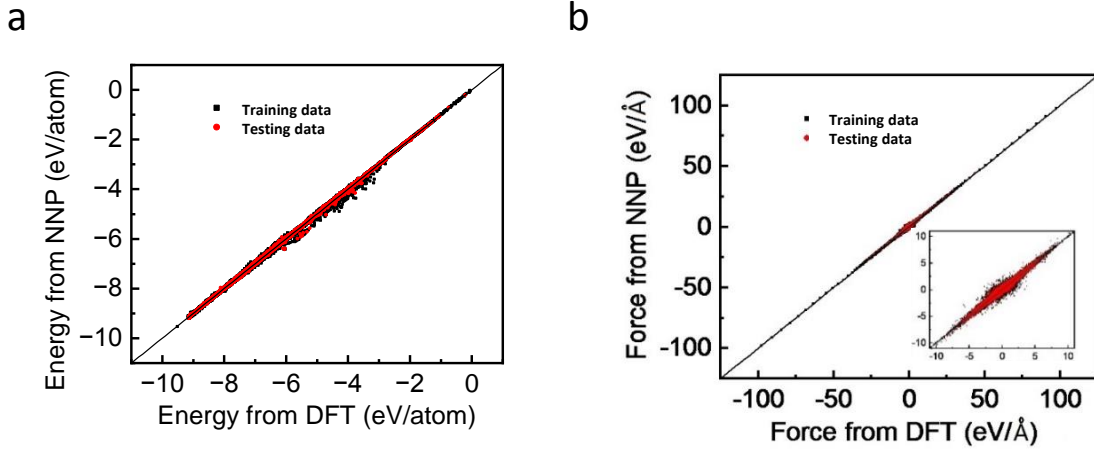 a
Energy from NNP (eV/atom)
0
−2
−4
−6
−8
−10
Training data
Testing data
−10 −8 −6 −4 −2 0
Energy from DFT (eV/atom)
b
Force from NNP (eV/Å)
100
50
0
-50
-100
Training data
Testing data
10
5
0
-5
-10
-10 -5 0 5 10
-100 -50 0 50 100
Force from DFT (eV/Å)